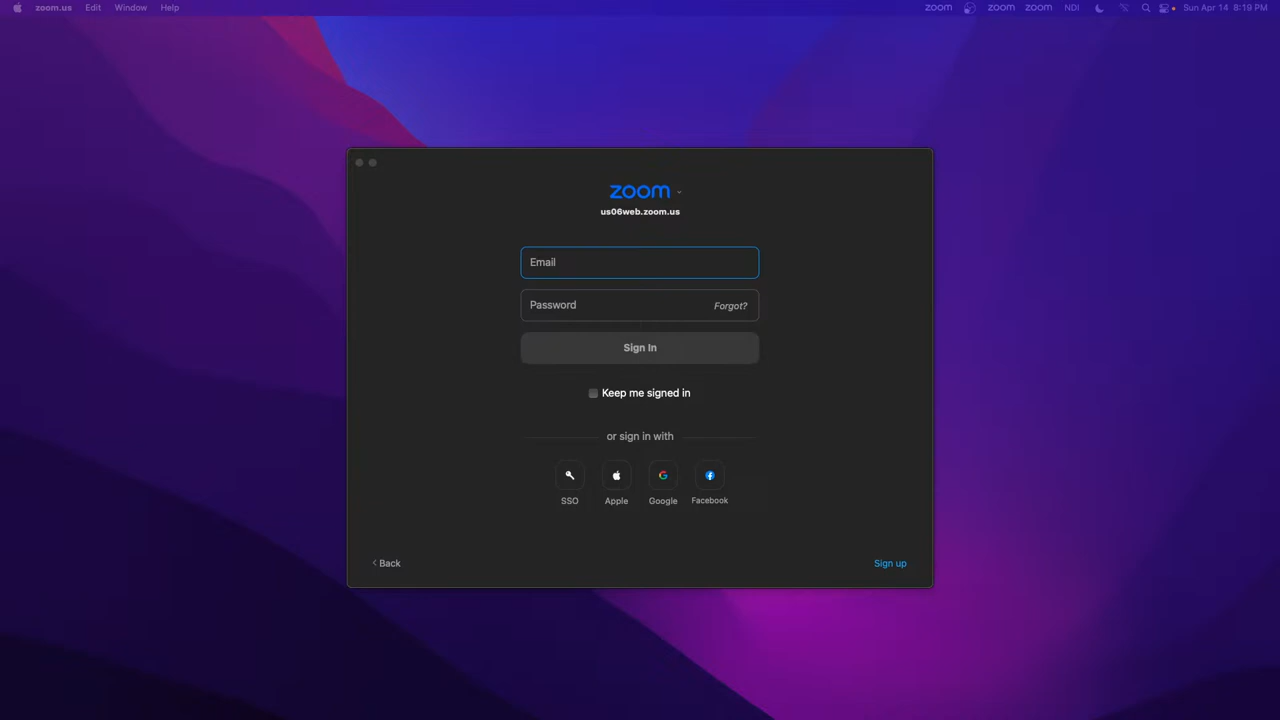 zoom.us Edit Window Help zoom zoom zoom NDI Sun Apr 14 8:19 PM
zoom
us06web.zoom.us
Email
Password Forgot?
Sign In
Keep me signed in
or sign in with
SSO Apple Google Facebook
Back Sign up